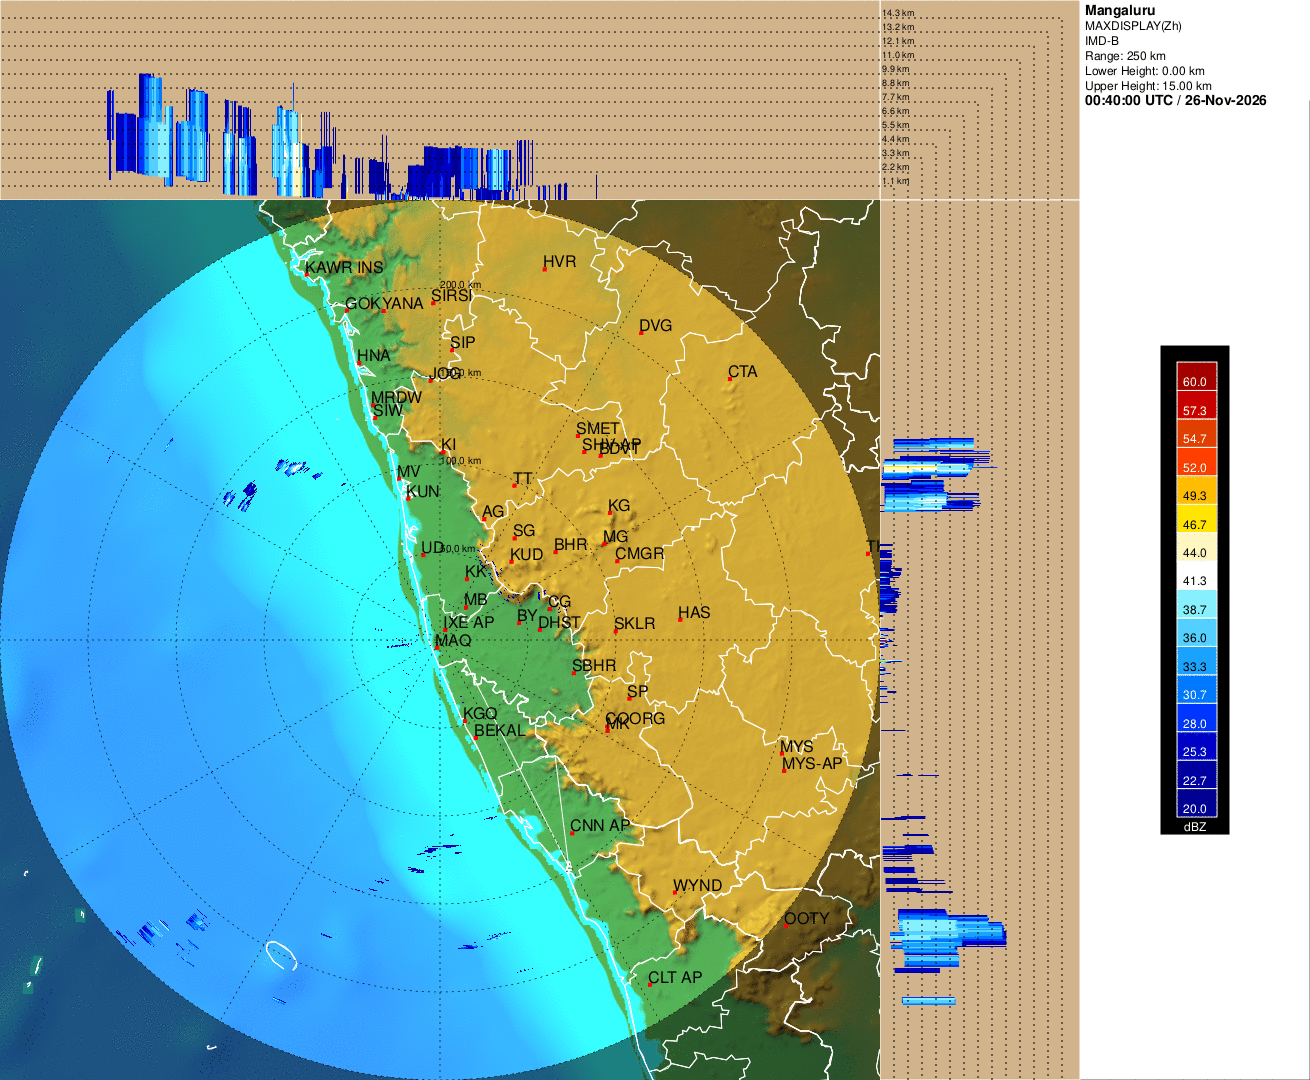 14.3 km
13.2 km
12.1 km
11.0 km
9.9 km
8.8 km
7.7 km
6.6 km
5.5 km
4.4 km
3.3 km
2.2 km
1.1 km
Mangaluru
MAXDISPLAY(Zh)
IMD-B
Range: 250 km
Lower Height: 0.00 km
Upper Height: 15.00 km
00:40:00 UTC / 26-Nov-2026
HVR
KAWR INS
200.0 km
SIRSI
GOKYANA
DVG
SIP
HNA
CTA
JOG
MRDW
SIW
SMET
SHV-AP
BDVT
KI
100.0 km
MV
TT
KUN
KG
AG
SG
MG
BHR
UD
50.0 km
KUD
CMGR
KK
MB
CG
BY
HAS
IXE AP
DHST
SKLR
MAQ
SBHR
SP
KGQ
COORG
MK
BEKAL
MYS
MYS-AP
CNN AP
WYND
OOTY
CLT AP
60.0
57.3
54.7
52.0
49.3
46.7
44.0
41.3
38.7
36.0
33.3
30.7
28.0
25.3
22.7
20.0
dBZ